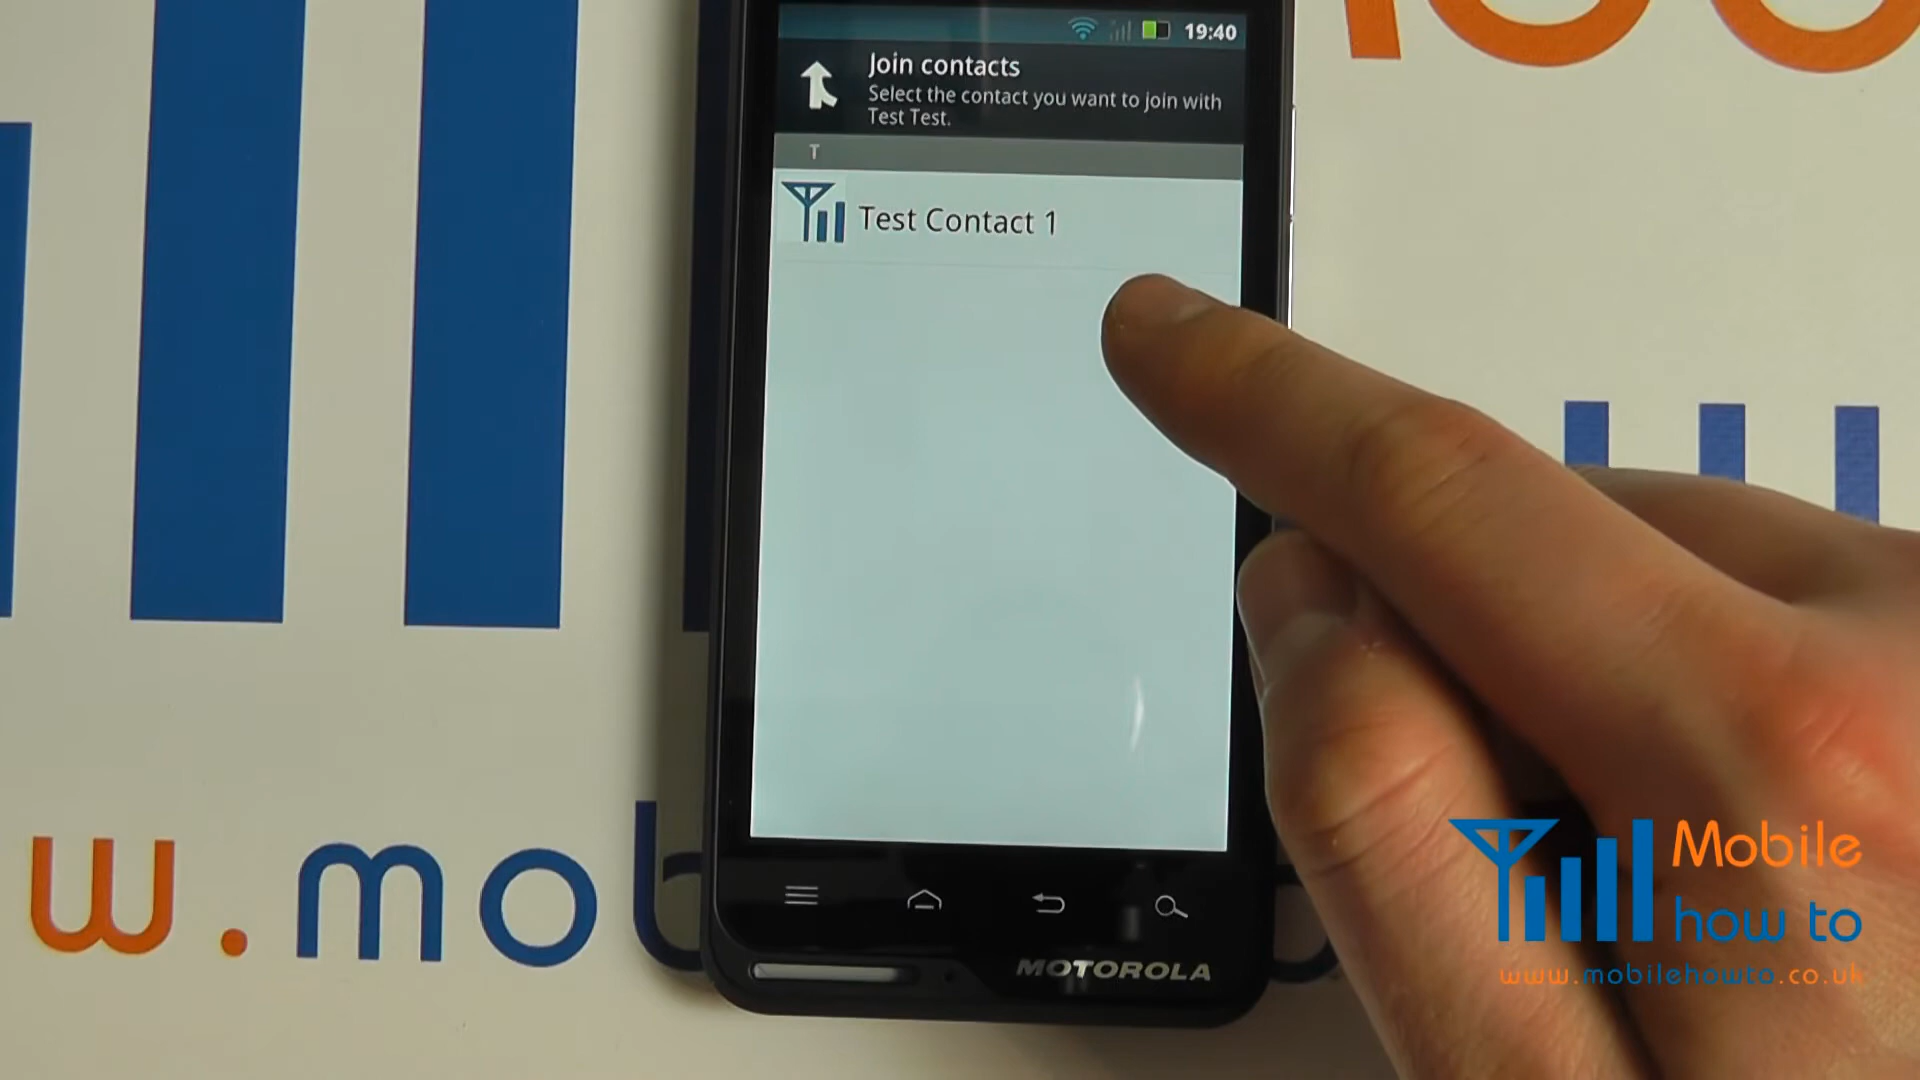 19:40
Join contacts
Select the contact you want to join with
Test Test.
T
Test Contact 1
w.mob
MOTOROLA
Mobile
how to
www.mobilehowto.co.uk